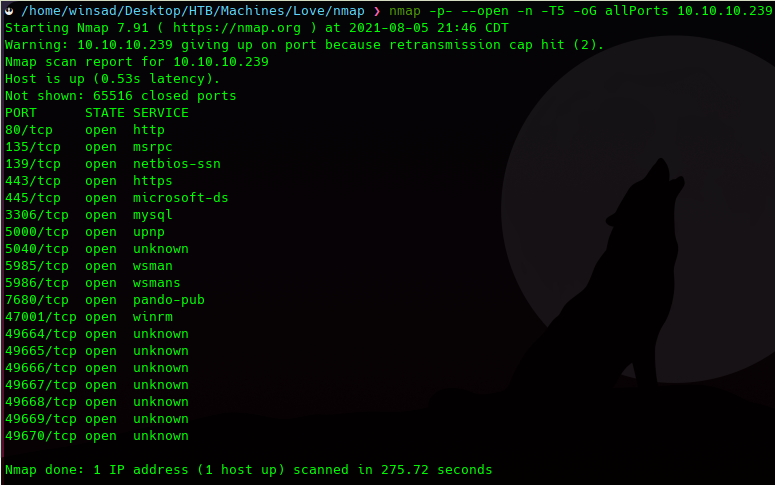 /home/winsad/Desktop/HTB/Machines/Love/nmap ❯ nmap -p- --open -n -T5 -oG allPorts 10.10.10.239
Starting Nmap 7.91 ( https://nmap.org ) at 2021-08-05 21:46 CDT
Warning: 10.10.10.239 giving up on port because retransmission cap hit (2).
Nmap scan report for 10.10.10.239
Host is up (0.53s latency).
Not shown: 65516 closed ports
PORT      STATE SERVICE
80/tcp    open  http
135/tcp   open  msrpc
139/tcp   open  netbios-ssn
443/tcp   open  https
445/tcp   open  microsoft-ds
3306/tcp  open  mysql
5000/tcp  open  upnp
5040/tcp  open  unknown
5985/tcp  open  wsman
5986/tcp  open  wsmans
7680/tcp  open  pando-pub
47001/tcp open  winrm
49664/tcp open  unknown
49665/tcp open  unknown
49666/tcp open  unknown
49667/tcp open  unknown
49668/tcp open  unknown
49669/tcp open  unknown
49670/tcp open  unknown
Nmap done: 1 IP address (1 host up) scanned in 275.72 seconds